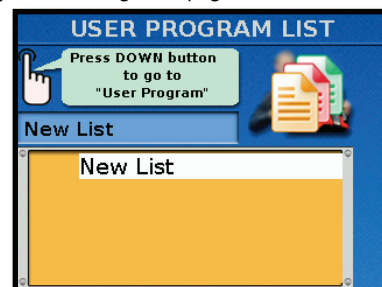 USER PROGRAM LIST
Press DOWN button
to go to
"User Program"
New List
New List